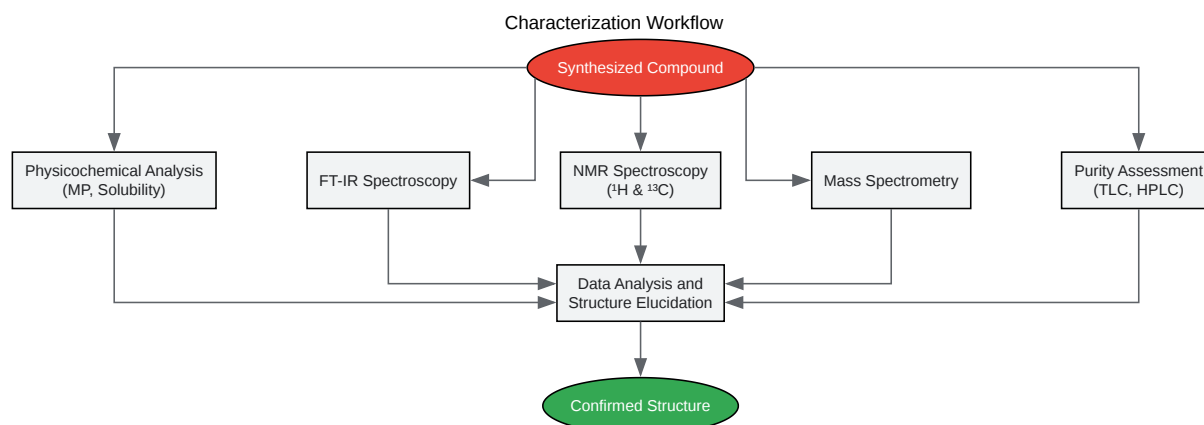 Characterization Workflow
Synthesized Compound
Physicochemical Analysis
(MP, Solubility)
FT-IR Spectroscopy
NMR Spectroscopy
(¹H & ¹³C)
Mass Spectrometry
Purity Assessment
(TLC, HPLC)
Data Analysis and
Structure Elucidation
Confirmed Structure